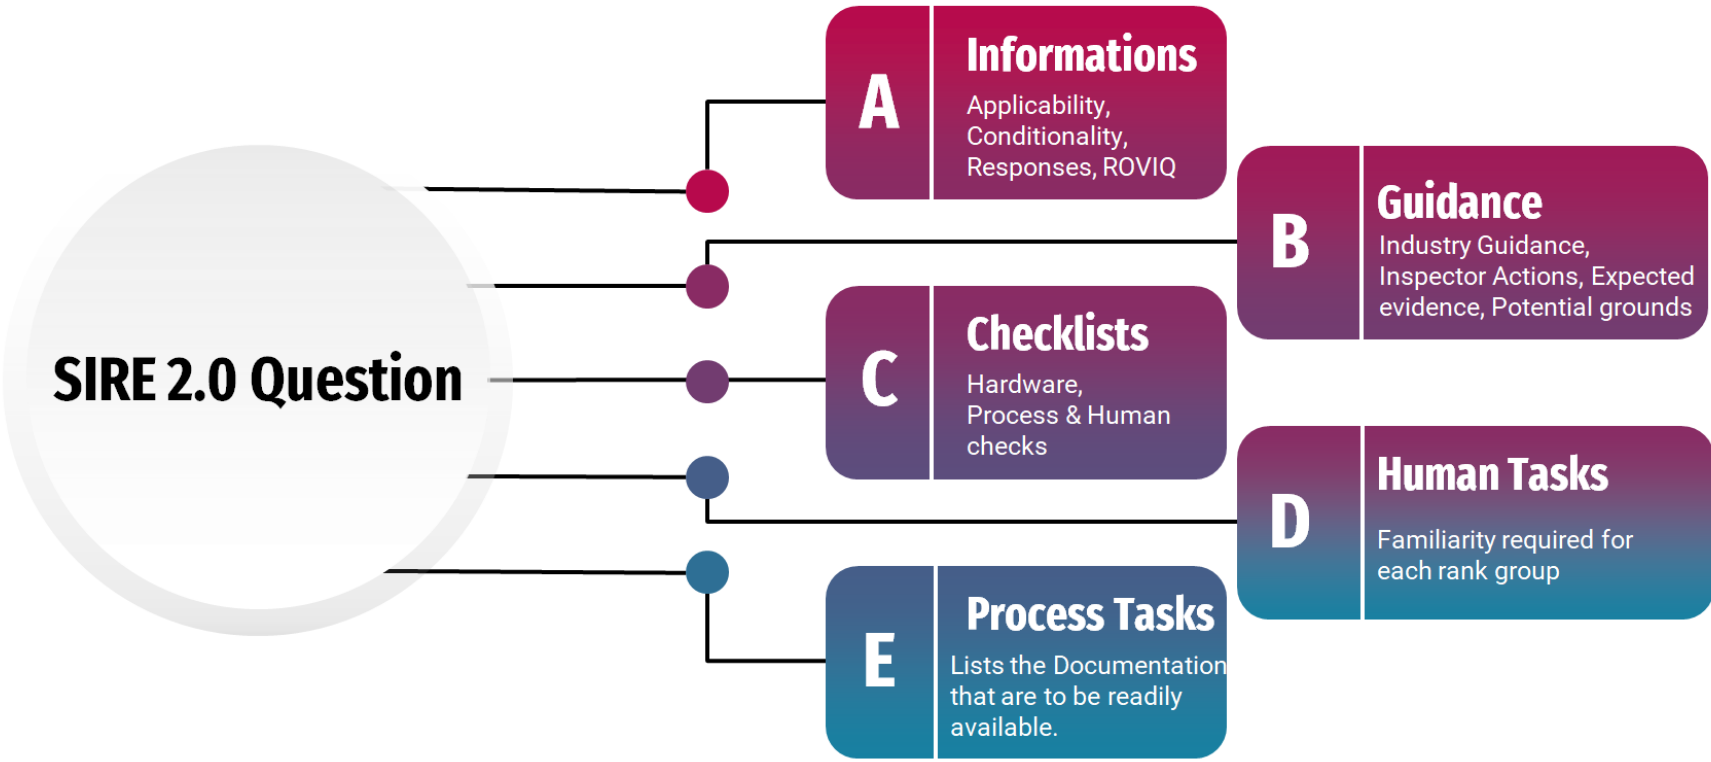 SIRE 2.0 Question
A
Informations
Applicability,
Conditionality,
Responses, ROVIQ
B
Guidance
Industry Guidance,
Inspector Actions, Expected
evidence, Potential grounds
C
Checklists
Hardware,
Process & Human
checks
D
Human Tasks
Familiarity required for
each rank group
E
Process Tasks
Lists the Documentation
that are to be readily
available.